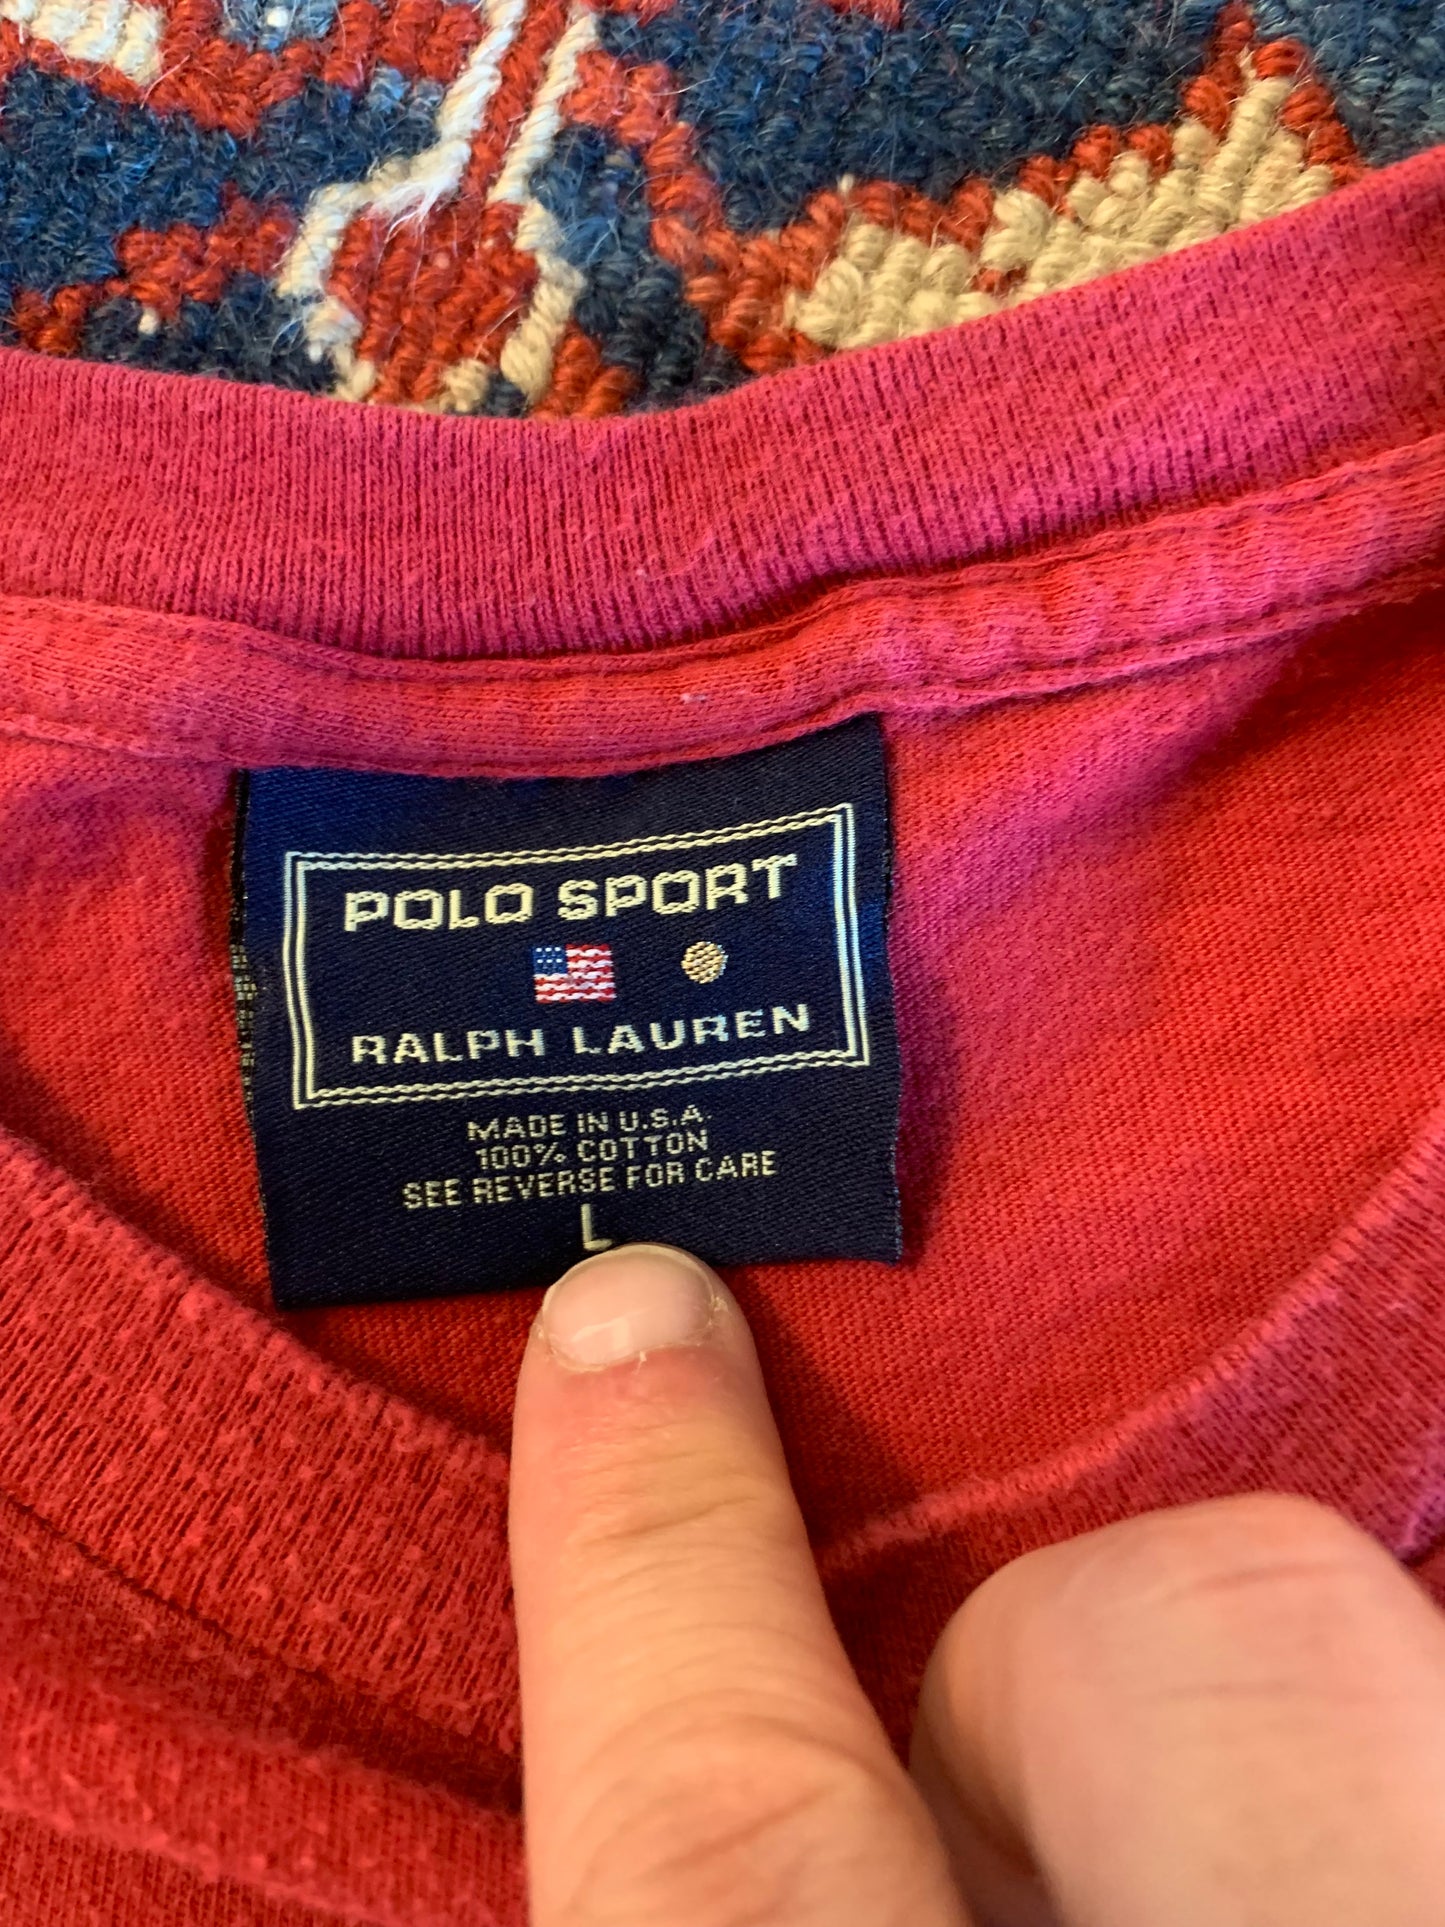 POLO SPORT
RALPH LAUREN
MADE IN U.S.A.
100% COTTON
SEE REVERSE FOR CARE
L